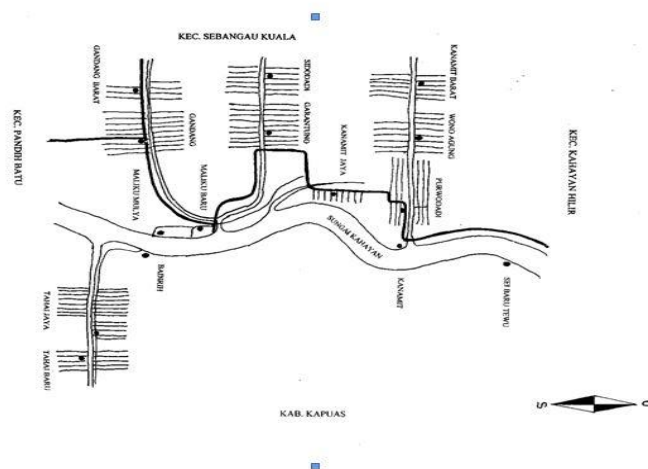 KEC. SEBANGAU KUALA
GANDANG BARAT
SIDODADI
KANAMIT BARAT
KEC. PANDIH BATU
GANDANG
GARANTUNG
KANAMIT JAYA
WONO AGUNG
KEC. KAHAYAN HILIR
MALIKU MULYA
MALIKU BARU
PURWODADI
SUNGAI KAHAYAN
BAINRIH
KANAMIT
SEI BARU TEWU
TAHAI JAYA
TAHAI BARU
S
KAB. KAPUAS